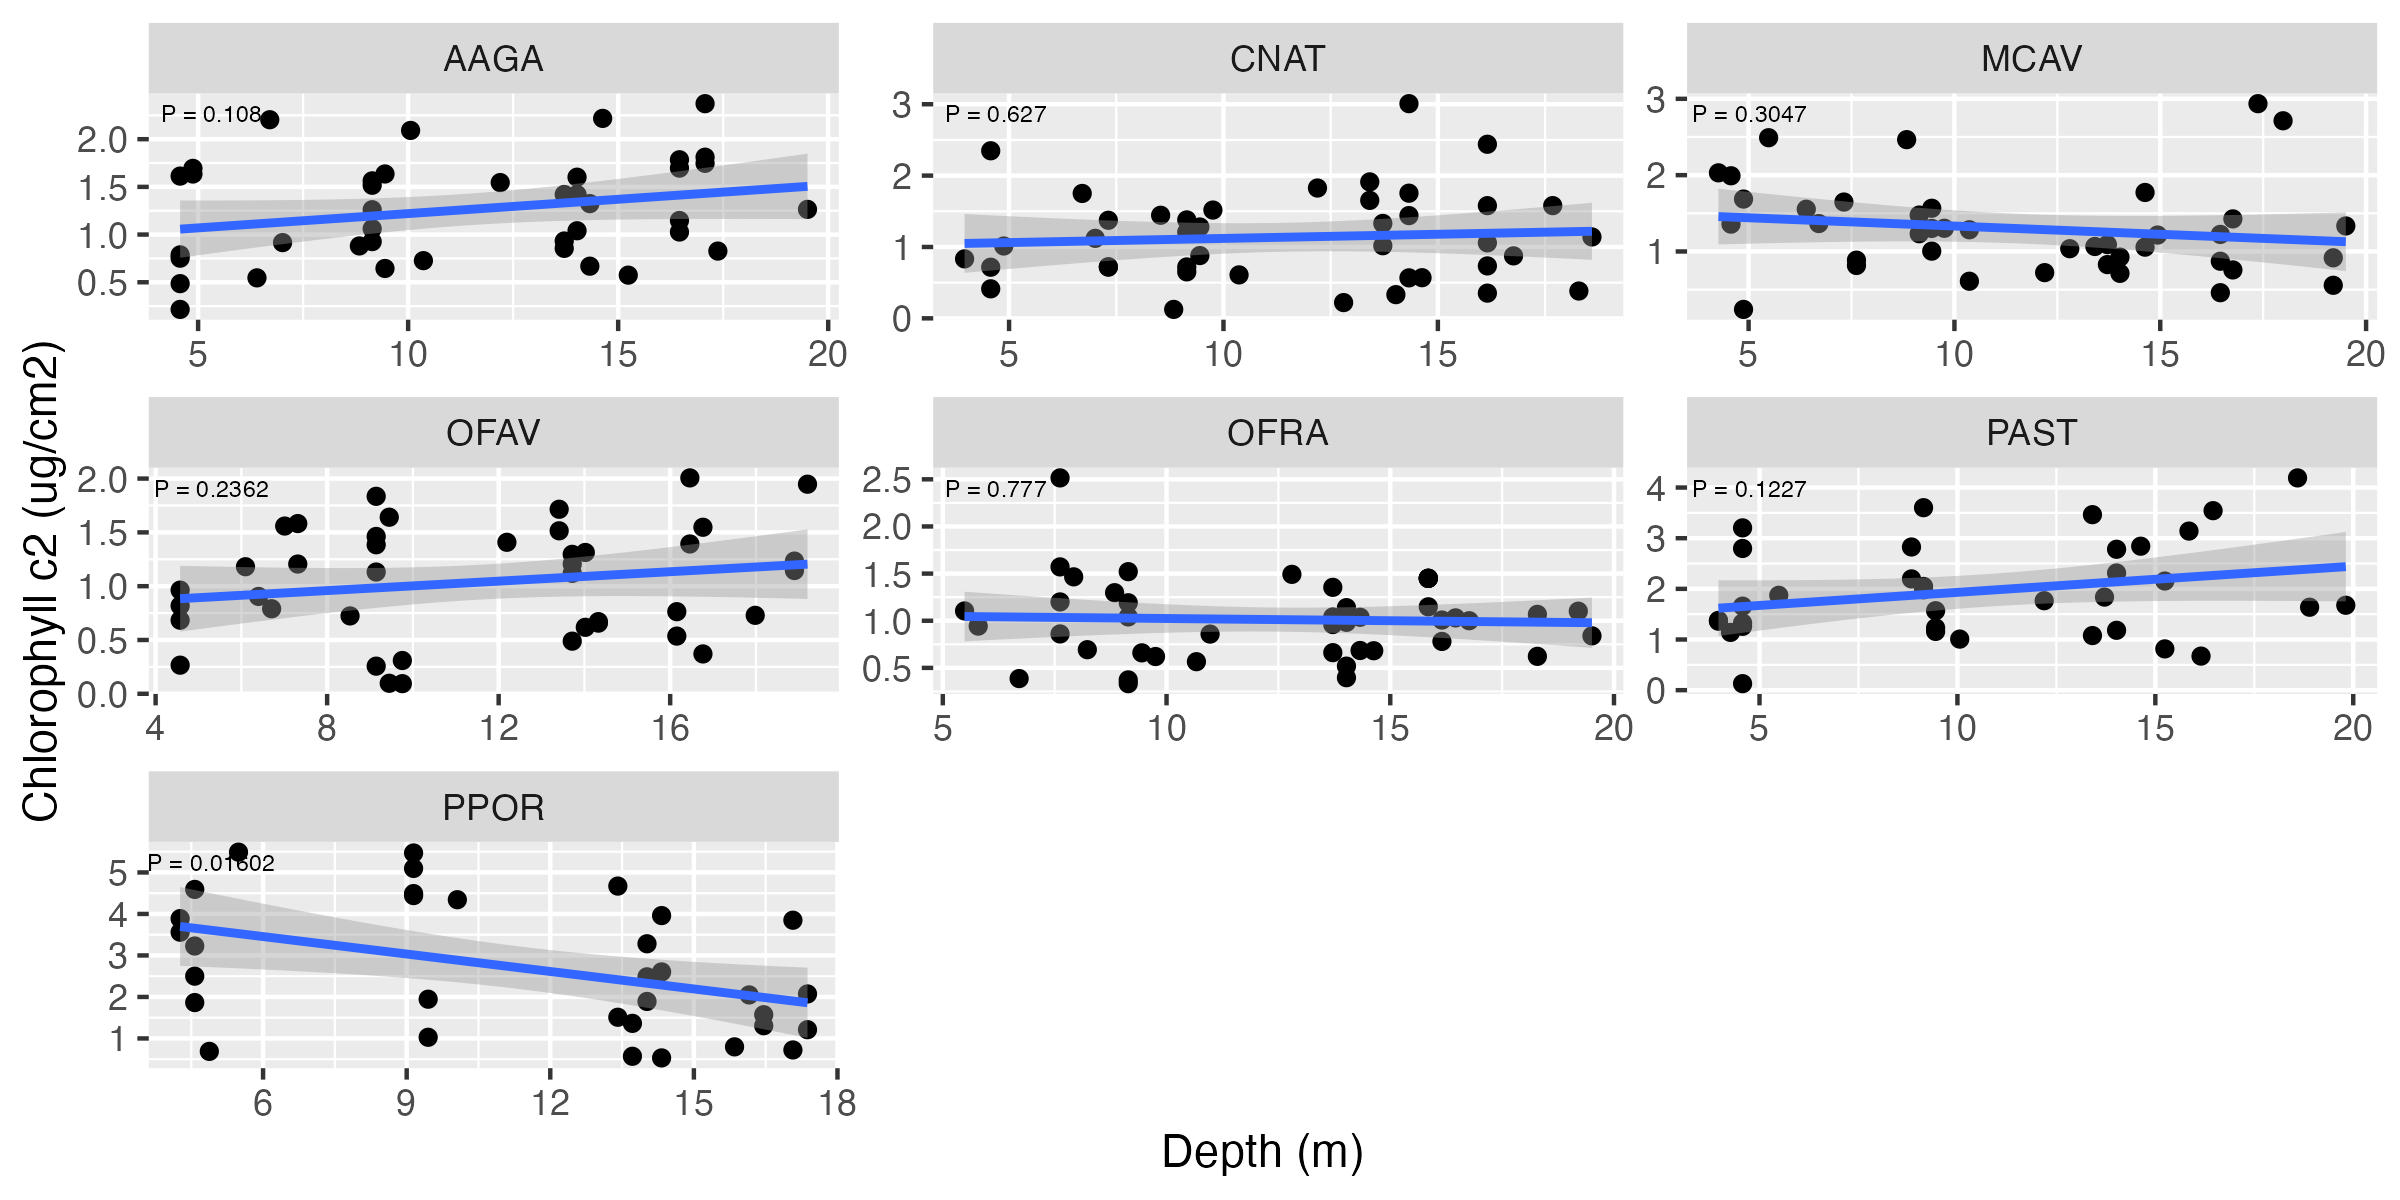 AAGA
P = 0.108
2.0
1.5
1.0
0.5
5 10 15 20
CNAT
P = 0.627
3
2
1
0
5 10 15
MCAV
P = 0.3047
3
2
1
5 10 15 20
OFAV
P = 0.2362
2.0
1.5
1.0
0.5
0.0
4 8 12 16
OFRA
P = 0.777
2.5
2.0
1.5
1.0
0.5
5 10 15 20
PAST
P = 0.1227
4
3
2
1
0
5 10 15 20
PPOR
P = 0.01602
5
4
3
2
1
6 9 12 15 18
Chlorophyll c2 (ug/cm2)
Depth (m)